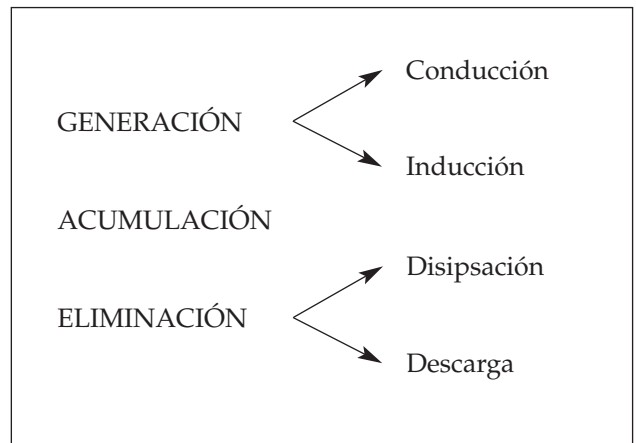 Conducción
GENERACIÓN
Inducción
ACUMULACIÓN
Disipsación
ELIMINACIÓN
Descarga